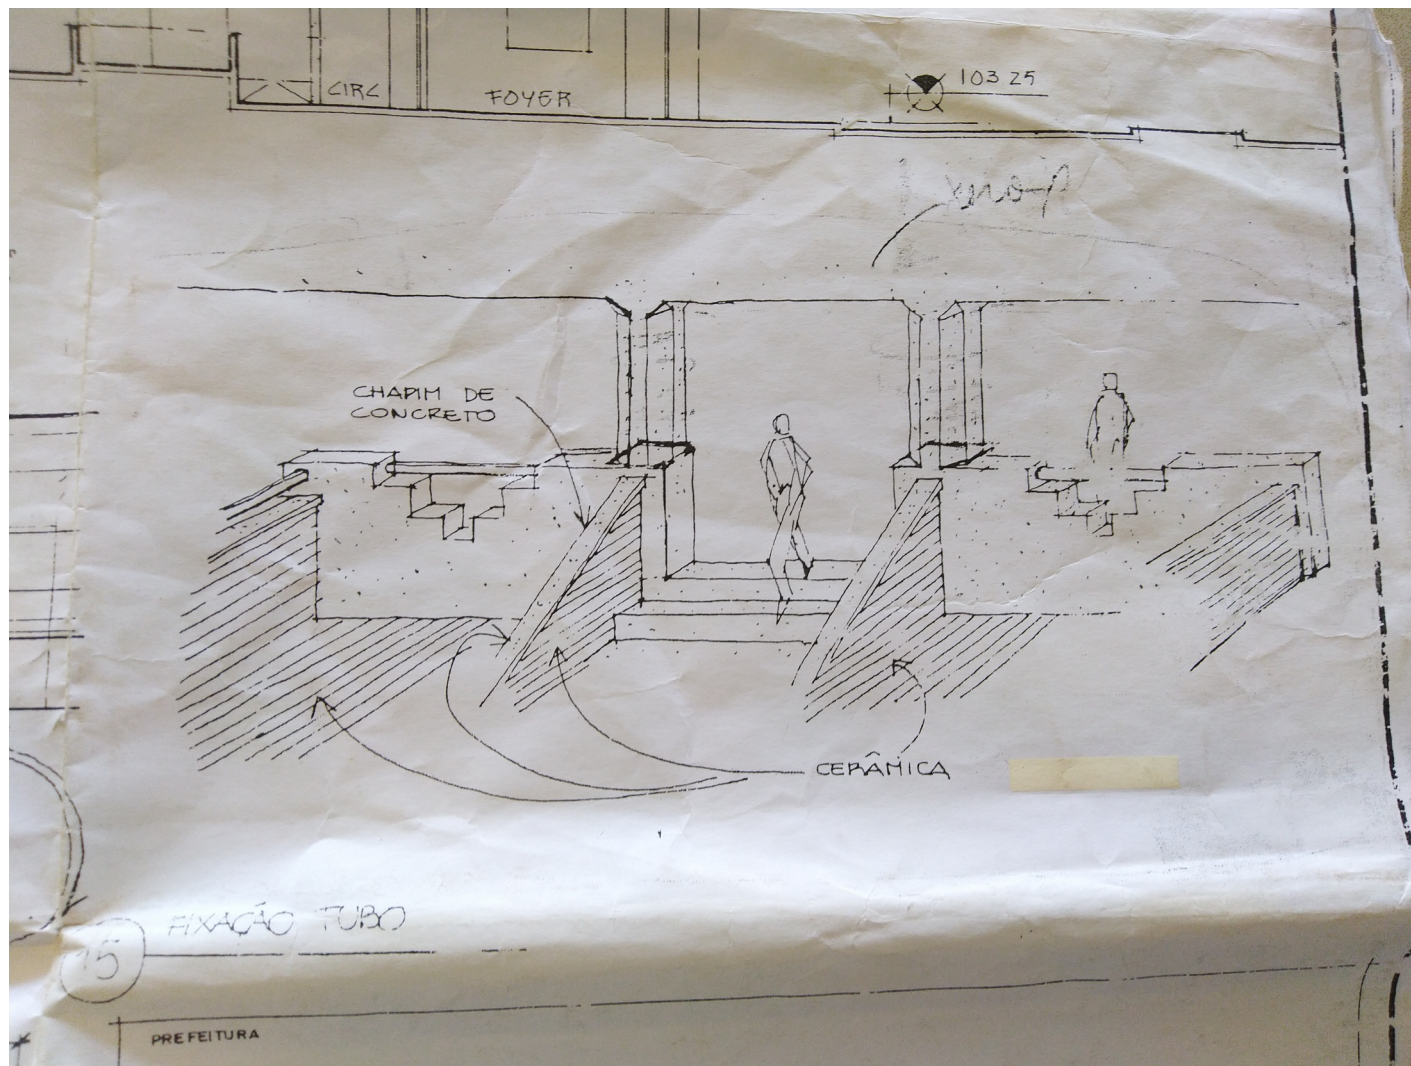 CIRC
FOYER
103 25
CHAPIM DE
CONCRETO
CERÂMICA
15
FIXAÇÃO TUBO
PREFEITURA